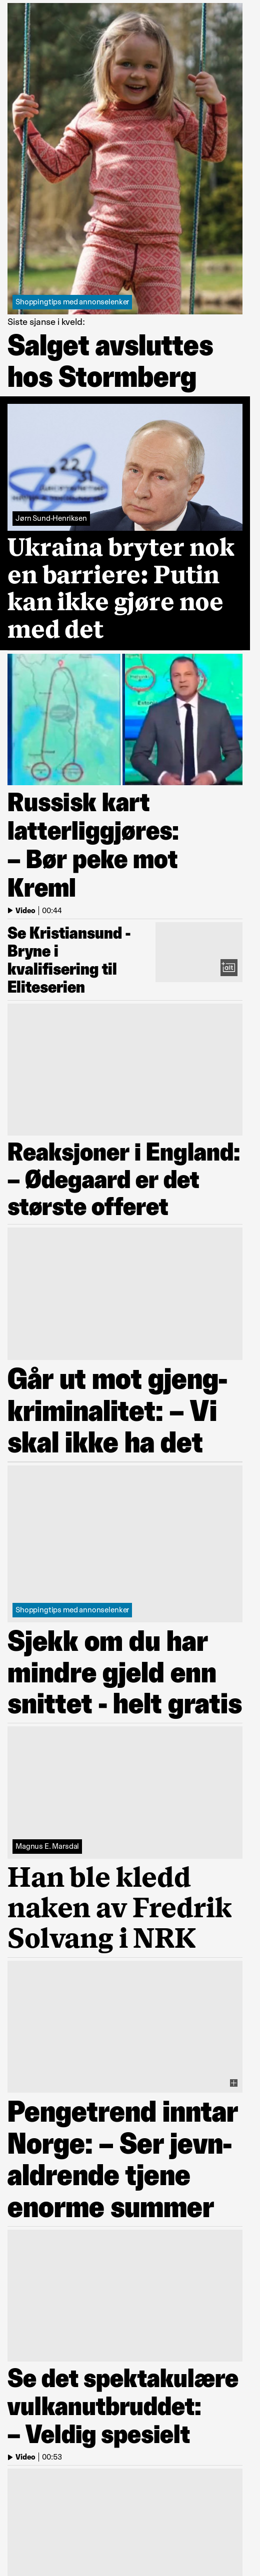 Shoppingtips med annonselenker
Siste sjanse i kveld:
Salget avsluttes
hos Stormberg
Jørn Sund-Henriksen
Ukraina bryter nok
en barriere: Putin
kan ikke gjøre noe
med det
Russisk kart
latterliggjøres:
– Bør peke mot
Kreml
Video | 00:44
Se Kristiansund -
Bryne i
kvalifisering til
Eliteserien
+alt
Reaksjoner i England:
– Ødegaard er det
største offeret
Går ut mot gjeng-
kriminalitet: – Vi
skal ikke ha det
Shoppingtips med annonselenker
Sjekk om du har
mindre gjeld enn
snittet - helt gratis
Magnus E. Marsdal
Han ble kledd
naken av Fredrik
Solvang i NRK
Pengetrend inntar
Norge: – Ser jevn-
aldrende tjene
enorme summer
Se det spektakulære
vulkanutbruddet:
– Veldig spesielt
Video | 00:53